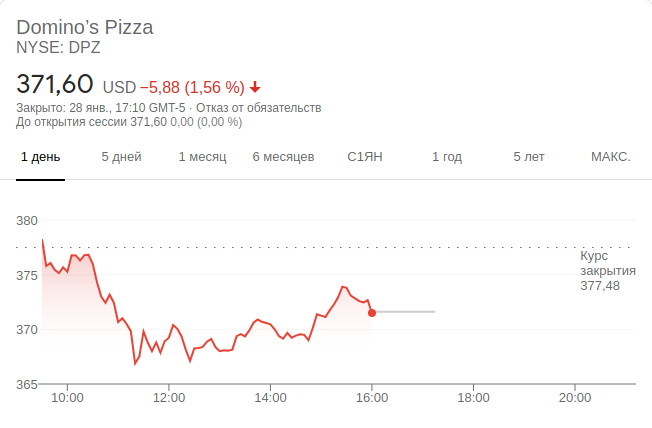 Domino's Pizza
NYSE: DPZ
371,60 USD −5,88 (1,56 %)
Закрыто: 28 янв., 17:10 GMT-5 · Отказ от обязательств
До открытия сессии 371,60 0,00 (0,00 %)
1 день 5 дней 1 месяц 6 месяцев С1ЯН 1 год 5 лет МАКС.
380
Курс
закрытия
375
377,48
370
365
10:00 12:00 14:00 16:00 18:00 20:00